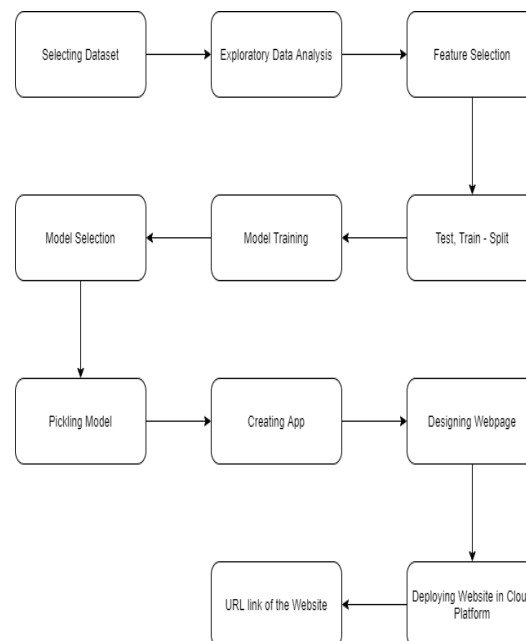 Selecting Dataset
Exploratory Data Analysis
Feature Selection
Model Selection
Model Training
Test, Train - Split
Pickling Model
Creating App
Designing Webpage
URL link of the Website
Deploying Website in Clou
Platform